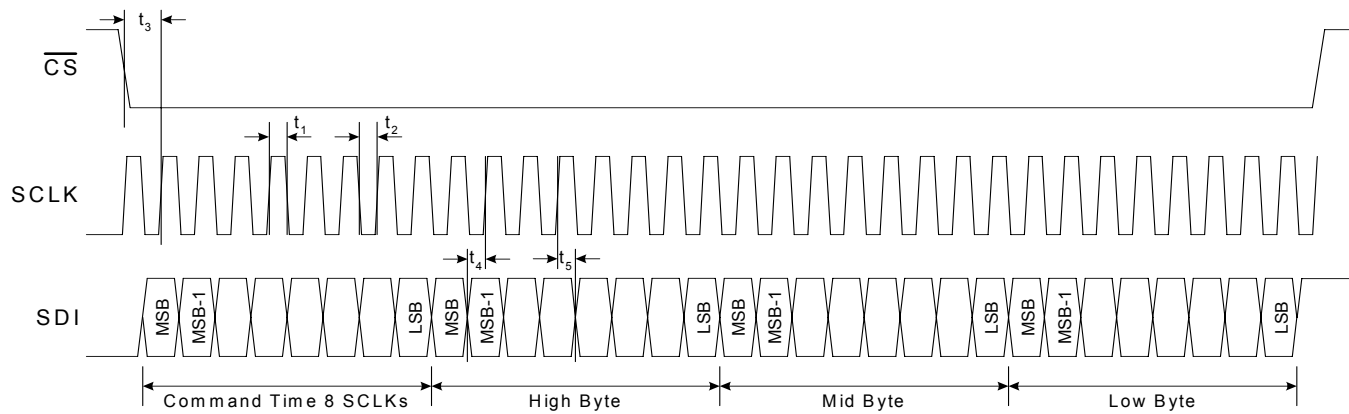 t3
CS
t1
t2
SCLK
t4
t5
SDI
MSB
MSB-1
LSB
MSB
MSB-1
LSB
MSB
MSB-1
LSB
MSB
MSB-1
LSB
Command Time 8 SCLKs
High Byte
Mid Byte
Low Byte